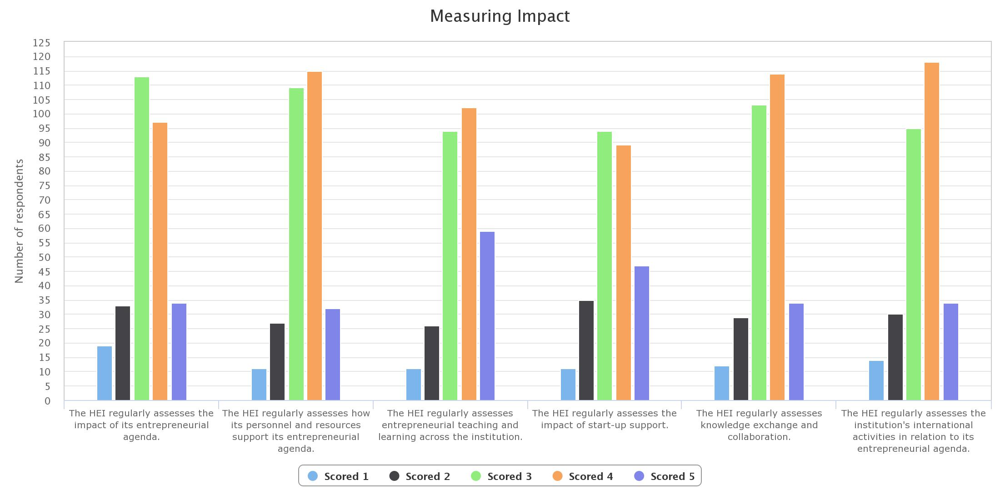 Measuring Impact
125
120
115
110
105
100
95
90
85
80
75
70
65
60
55
50
45
40
35
30
25
20
15
10
5
0
Number of respondents
The HEI regularly assesses the
impact of its entrepreneurial
agenda.
The HEI regularly assesses how
its personnel and resources
support its entrepreneurial
agenda.
The HEI regularly assesses
entrepreneurial teaching and
learning across the institution.
The HEI regularly assesses the
impact of start-up support.
The HEI regularly assesses
knowledge exchange and
collaboration.
The HEI regularly assesses the
institution's international
activities in relation to its
entrepreneurial agenda.
Scored 1 Scored 2 Scored 3 Scored 4 Scored 5